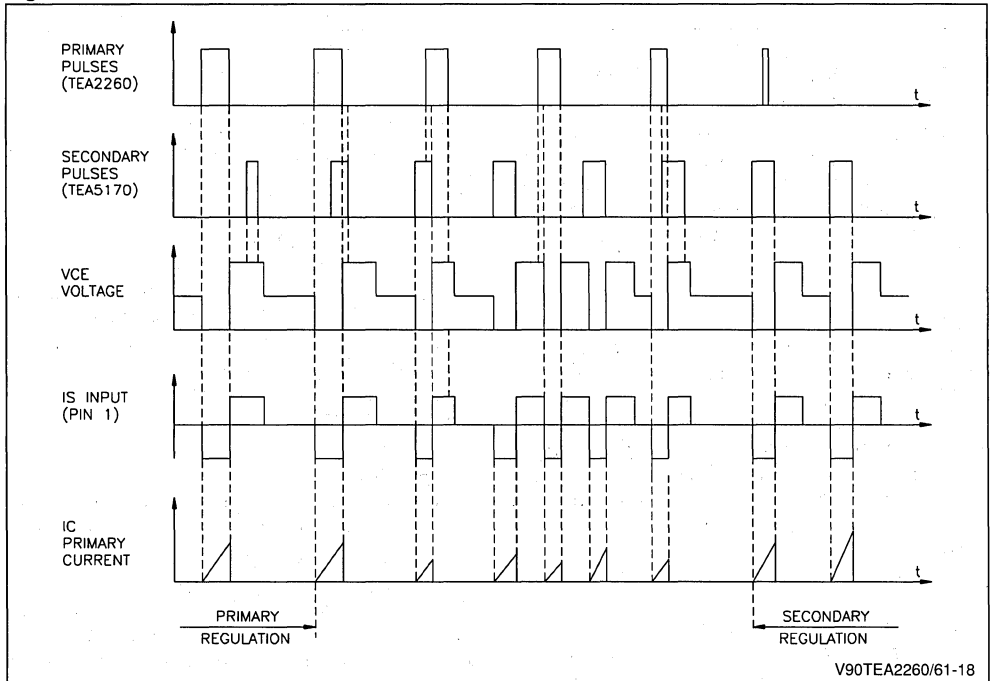 PRIMARY
PULSES
(TEA2260)
t
SECONDARY
PULSES
(TEA5170)
t
VCE
VOLTAGE
t
IS INPUT
(PIN 1)
t
IC
PRIMARY
CURRENT
t
PRIMARY
REGULATION
SECONDARY
REGULATION
V90TEA2260/61-18